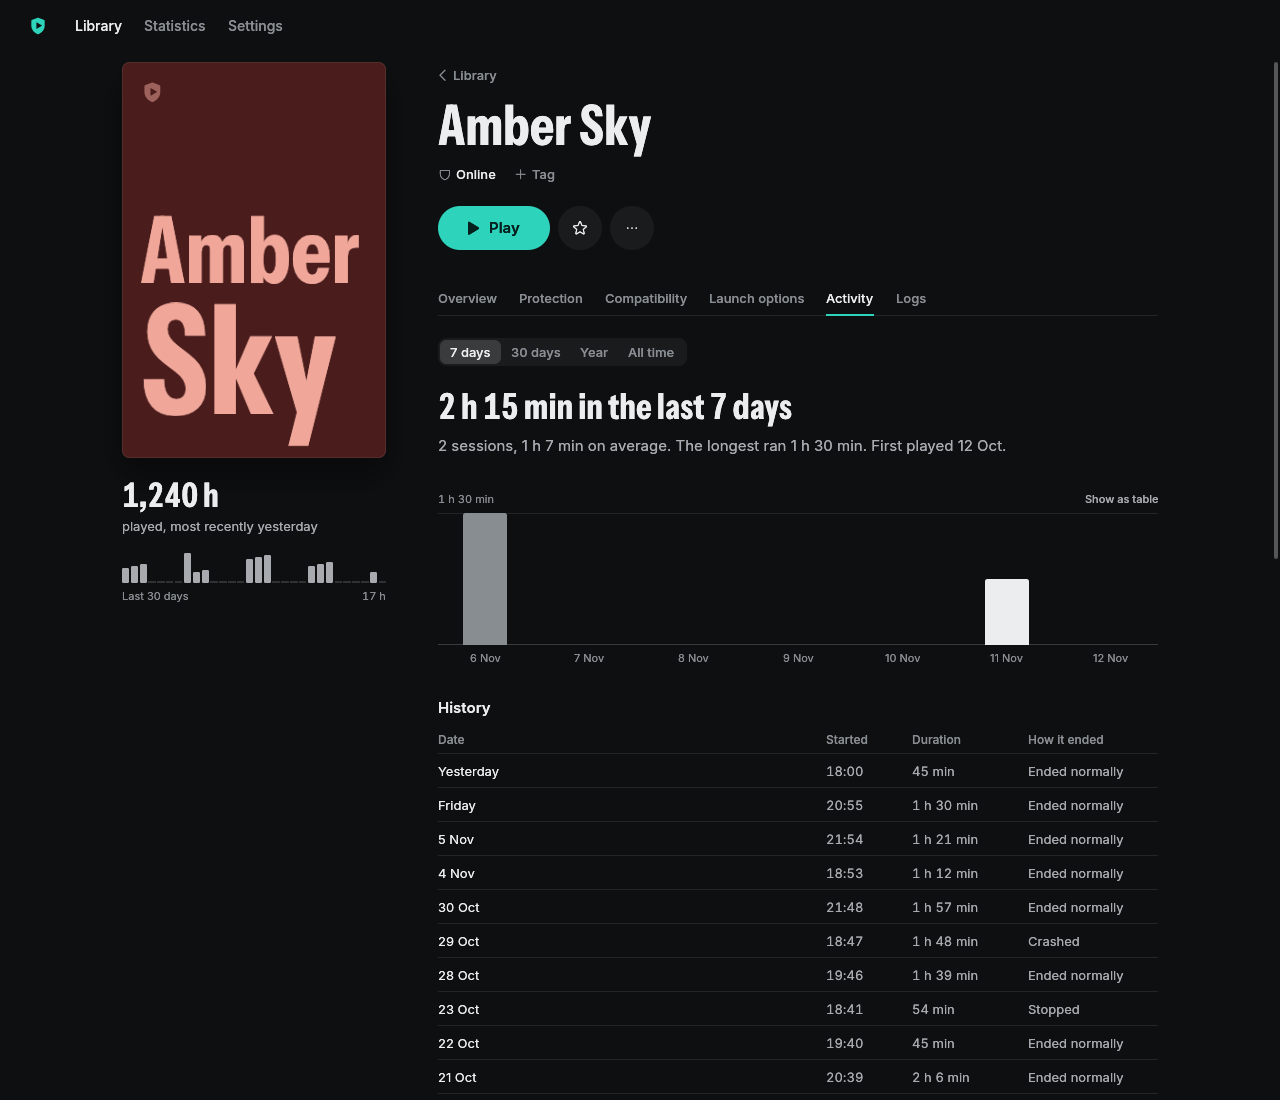 Library Statistics Settings
Amber
Sky
1,240 h
played, most recently yesterday
Last 30 days 17 h
Library
Amber Sky
Online Tag
Play
Overview Protection Compatibility Launch options Activity Logs
7 days 30 days Year All time
2 h 15 min in the last 7 days
2 sessions, 1 h 7 min on average. The longest ran 1 h 30 min. First played 12 Oct.
1 h 30 min Show as table
6 Nov 7 Nov 8 Nov 9 Nov 10 Nov 11 Nov 12 Nov
History
Date Started Duration How it ended
Yesterday 18:00 45 min Ended normally
Friday 20:55 1 h 30 min Ended normally
5 Nov 21:54 1 h 21 min Ended normally
4 Nov 18:53 1 h 12 min Ended normally
30 Oct 21:48 1 h 57 min Ended normally
29 Oct 18:47 1 h 48 min Crashed
28 Oct 19:46 1 h 39 min Ended normally
23 Oct 18:41 54 min Stopped
22 Oct 19:40 45 min Ended normally
21 Oct 20:39 2 h 6 min Ended normally